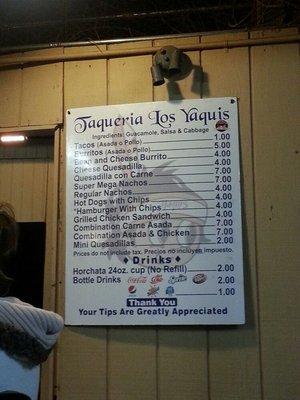 Taqueria Los Yaquis
Ingredients: Guacamole, Salsa & Cabbage
Tacos (Asada o Pollo) 1.00
Burritos (Asada o Pollo) 5.00
Bean and Cheese Burrito 4.00
Cheese Quesadilla 4.00
Quesadilla con Carne 7.00
Super Mega Nachos 7.00
Regular Nachos 4.00
Hot Dogs with Chips 4.00
*Hamburger With Chips 4.00
Grilled Chicken Sandwich 4.00
Combination Carne Asada 7.00
Combination Asada & Chicken 7.00
Mini Quesadillas 2.00
Prices do not include tax. Precios no incluyen impuesto.
Drinks
Horchata 24oz. cup (No Refill) 2.00
Bottle Drinks Coca-Cola Sprite 2.00
pepsi 1.00
Thank You
Your Tips Are Greatly Appreciated